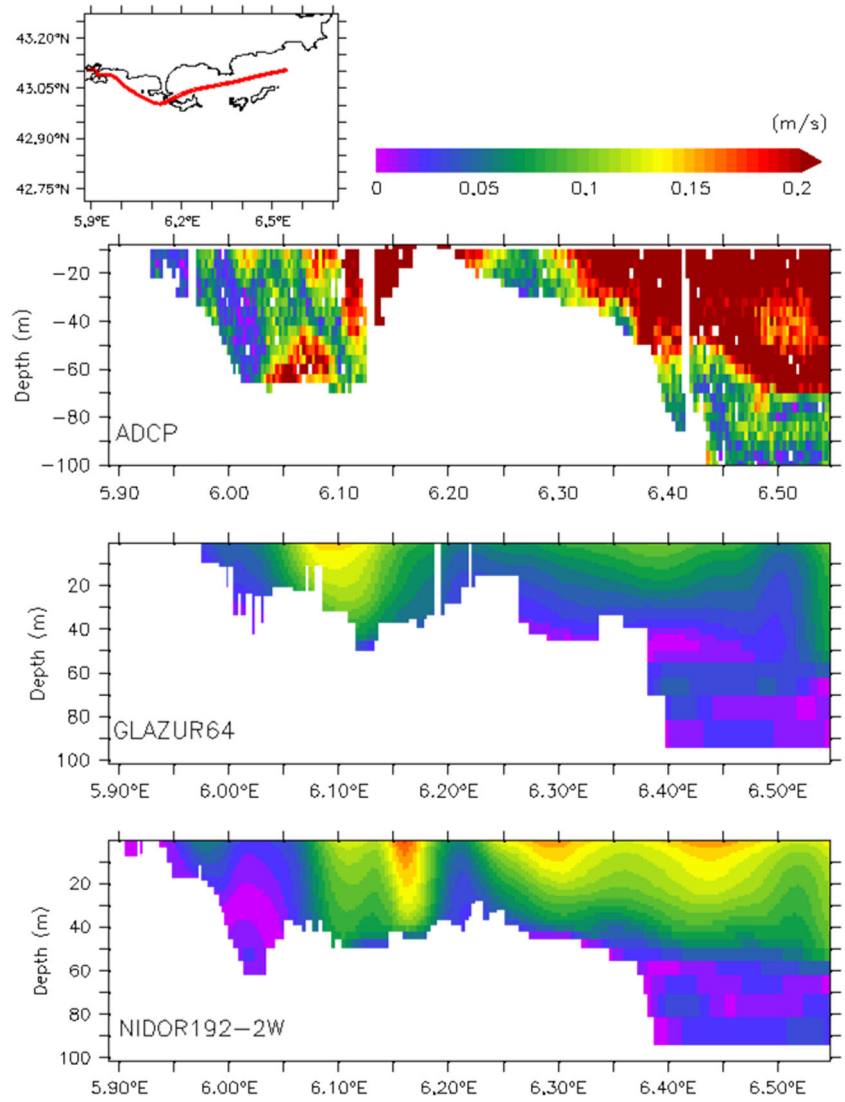 43.20°N
43.05°N
42.90°N
42.75°N
5.9°E 6.2°E 6.5°E
(m/s)
0 0.05 0.1 0.15 0.2
Depth (m)
−20
−40
−60
−80
−100
ADCP
5.90 6.00 6.10 6.20 6.30 6.40 6.50
Depth (m)
20
40
60
80
100
GLAZUR64
5.90°E 6.00°E 6.10°E 6.20°E 6.30°E 6.40°E 6.50°E
Depth (m)
20
40
60
80
100
NIDOR192−2W
5.90°E 6.00°E 6.10°E 6.20°E 6.30°E 6.40°E 6.50°E